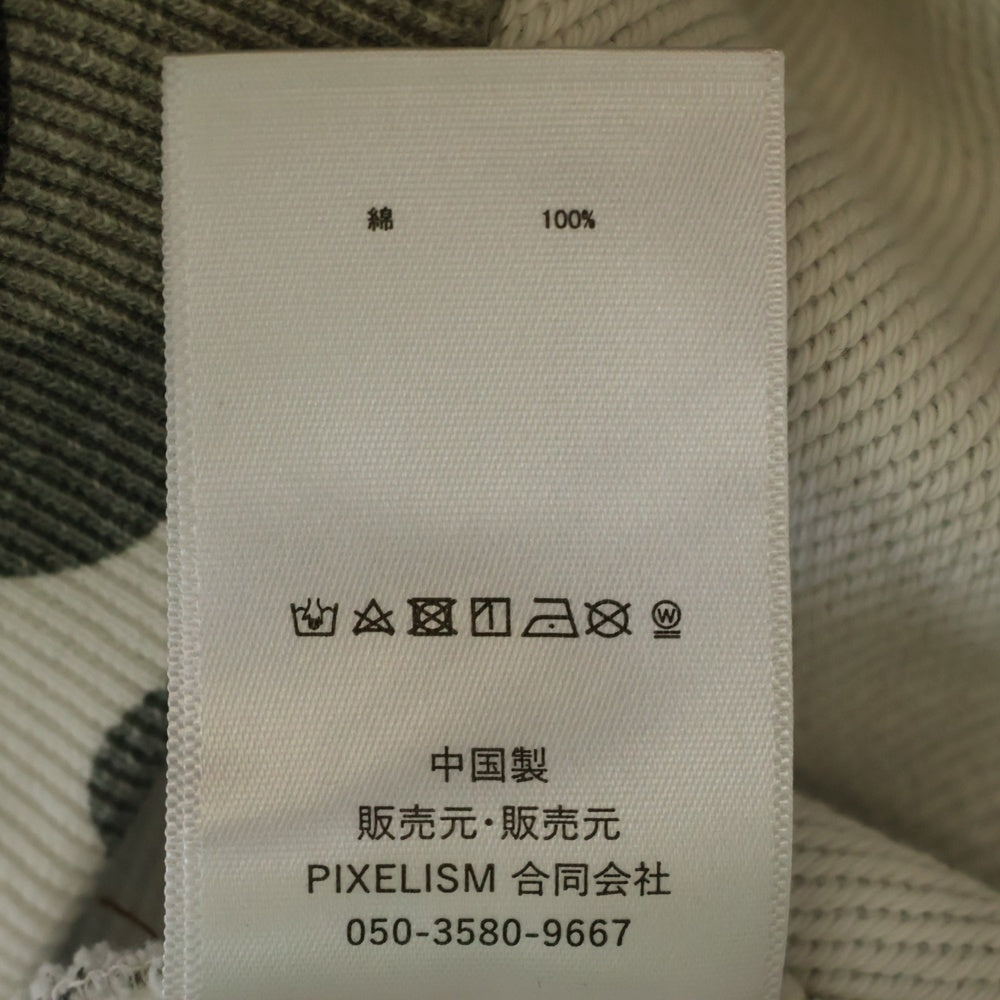 綿 100%
W
中国製
販売元・販売元
PIXELISM 合同会社
050-3580-9667